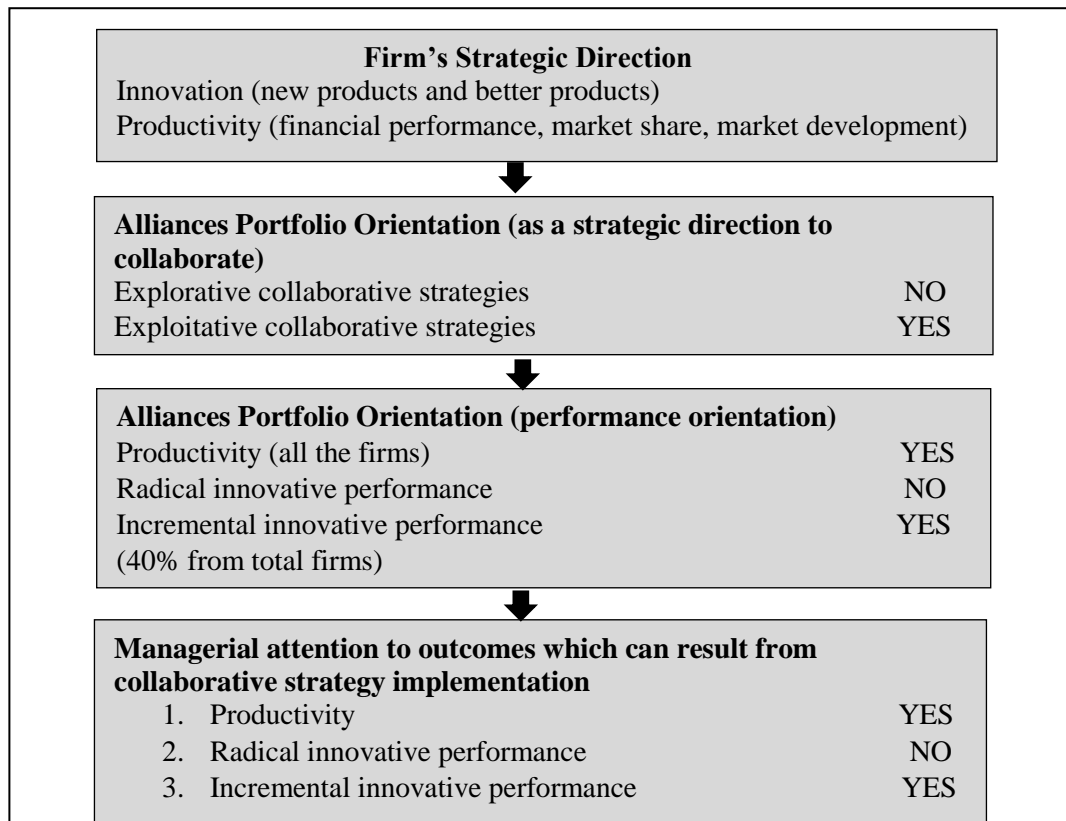 Firm’s Strategic Direction
Innovation (new products and better products)
Productivity (financial performance, market share, market development)
Alliances Portfolio Orientation (as a strategic direction to
collaborate)
Explorative collaborative strategies NO
Exploitative collaborative strategies YES
Alliances Portfolio Orientation (performance orientation)
Productivity (all the firms) YES
Radical innovative performance NO
Incremental innovative performance YES
(40% from total firms)
Managerial attention to outcomes which can result from
collaborative strategy implementation
1. Productivity YES
2. Radical innovative performance NO
3. Incremental innovative performance YES